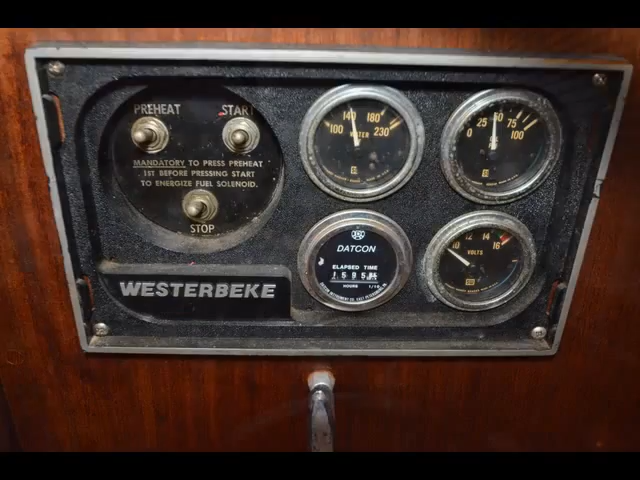 PREHEAT START
MANDATORY TO PRESS PREHEAT
1ST BEFORE PRESSING START
TO ENERGIZE FUEL SOLENOID.
STOP
WESTERBEKE
100 140 180 230
WATER
0 25 50 75 100
DATCON
ELAPSED TIME
HOURS 1/10
10 12 14 16
VOLTS